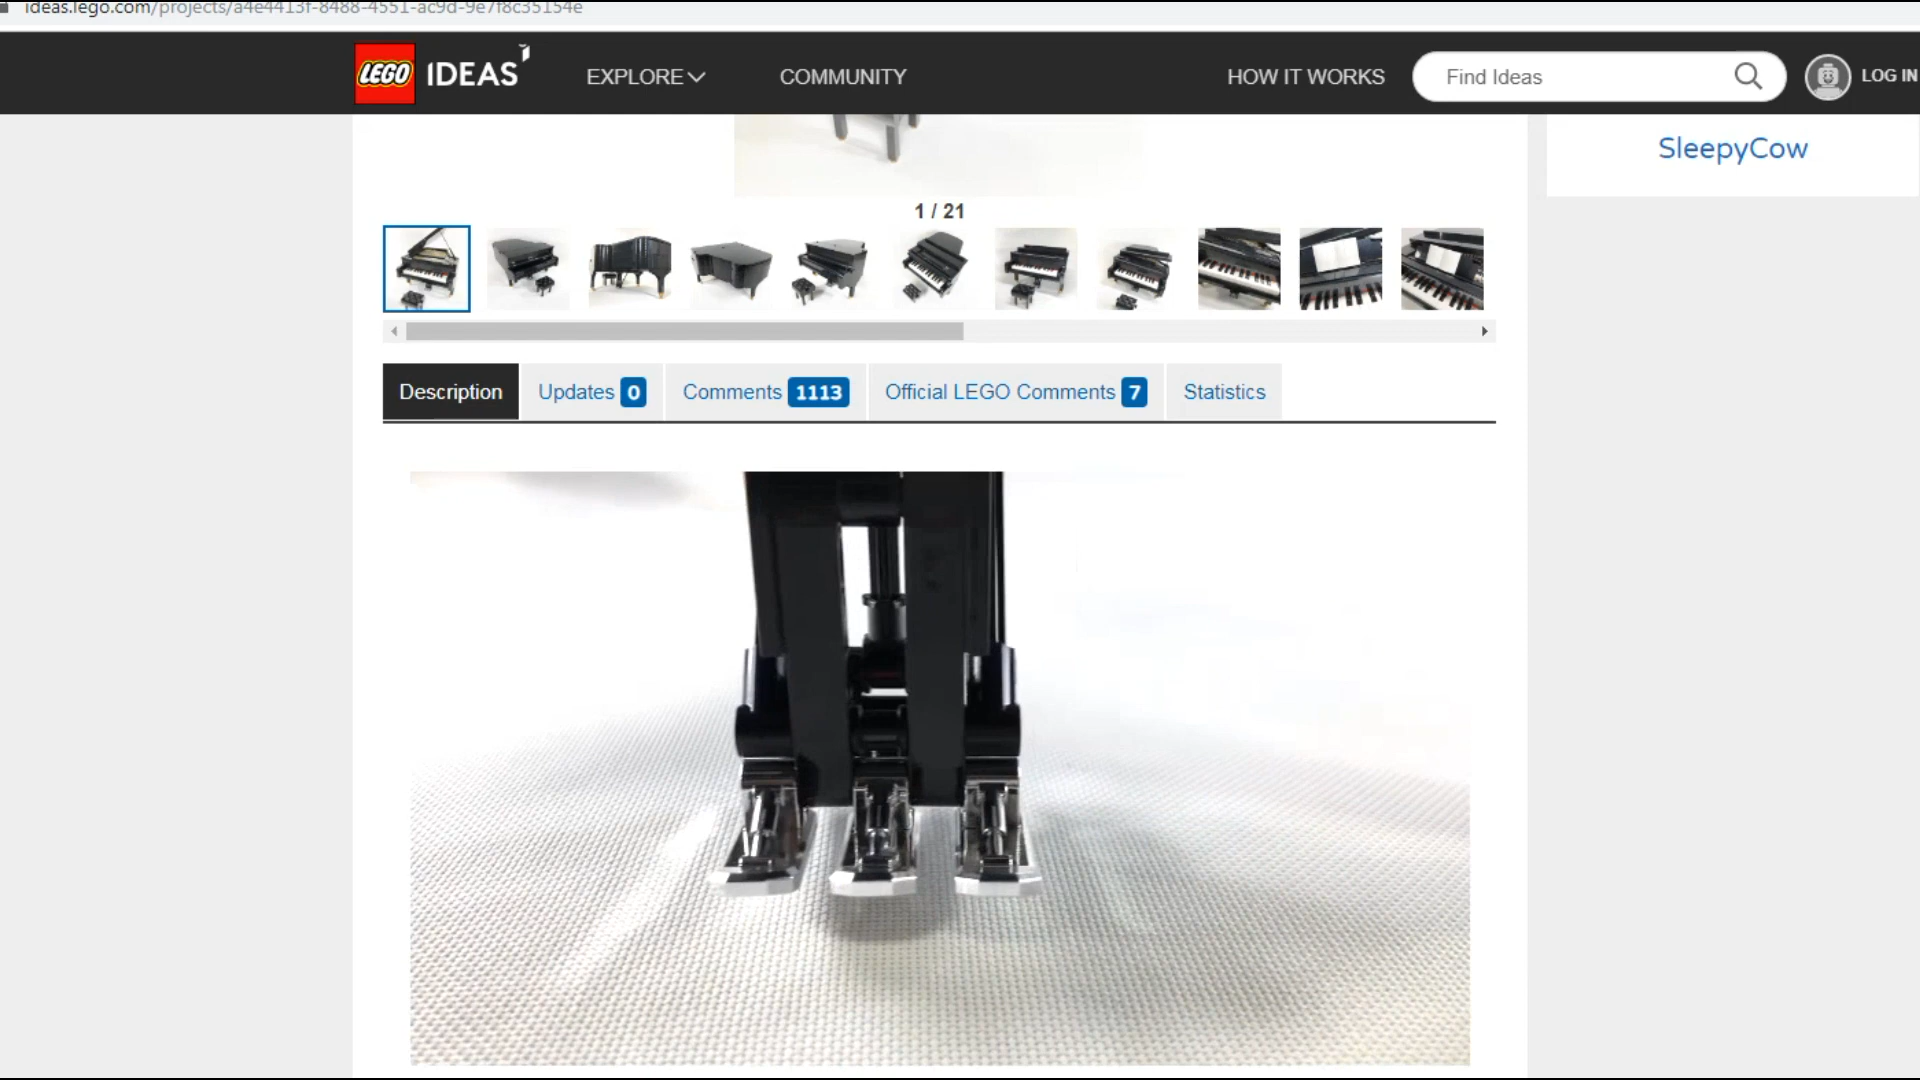 ideas.lego.com/projects/a4e4413f-8488-4551-ac9d-9e7f8c35154e
LEGO IDEAS EXPLORE COMMUNITY HOW IT WORKS Find Ideas LOG IN
SleepyCow
1 / 21
Description Updates 0 Comments 1113 Official LEGO Comments 7 Statistics